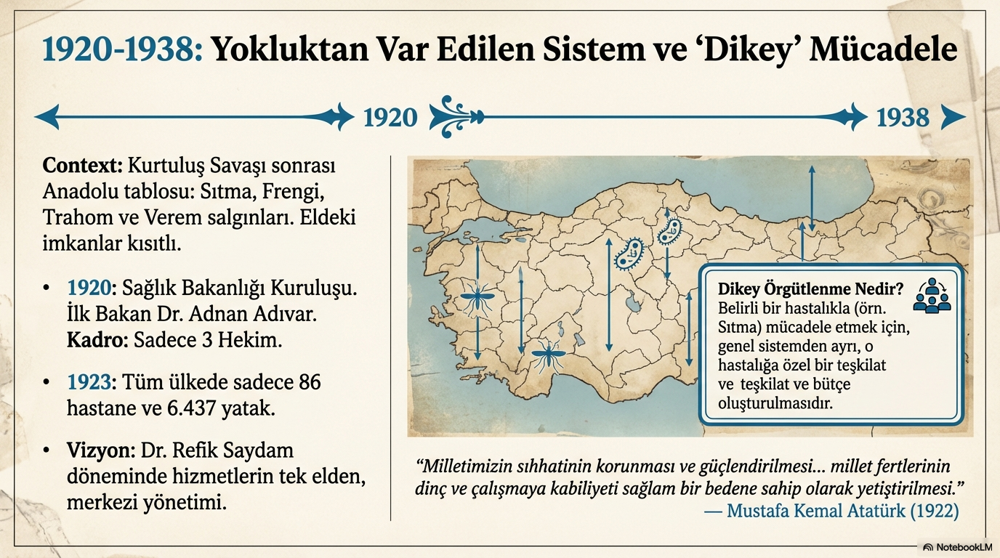 1920-1938: Yokluktan Var Edilen Sistem ve ‘Dikey’ Mücadele
1920
1938
Context: Kurtuluş Savaşı sonrası
Anadolu tablosu: Sıtma, Frengi,
Trahom ve Verem salgınları. Eldeki
imkanlar kısıtlı.
• 1920: Sağlık Bakanlığı Kuruluşu.
İlk Bakan Dr. Adnan Adıvar.
Kadro: Sadece 3 Hekim.
• 1923: Tüm ülkede sadece 86
hastane ve 6.437 yatak.
• Vizyon: Dr. Refik Saydam
döneminde hizmetlerin tek elden,
merkezi yönetimi.
Dikey Örgütlenme Nedir?
Belirli bir hastalıkla (örn.
Sıtma) mücadele etmek için,
genel sistemden ayrı, o
hastalığa özel bir teşkilat
ve teşkilat ve bütçe
oluşturulmasıdır.
“Milletimizin sıhhatinin korunması ve güçlendirilmesi... millet fertlerinin
dinç ve çalışmaya kabiliyeti sağlam bir bedene sahip olarak yetiştirilmesi.”
— Mustafa Kemal Atatürk (1922)
NotebookLM